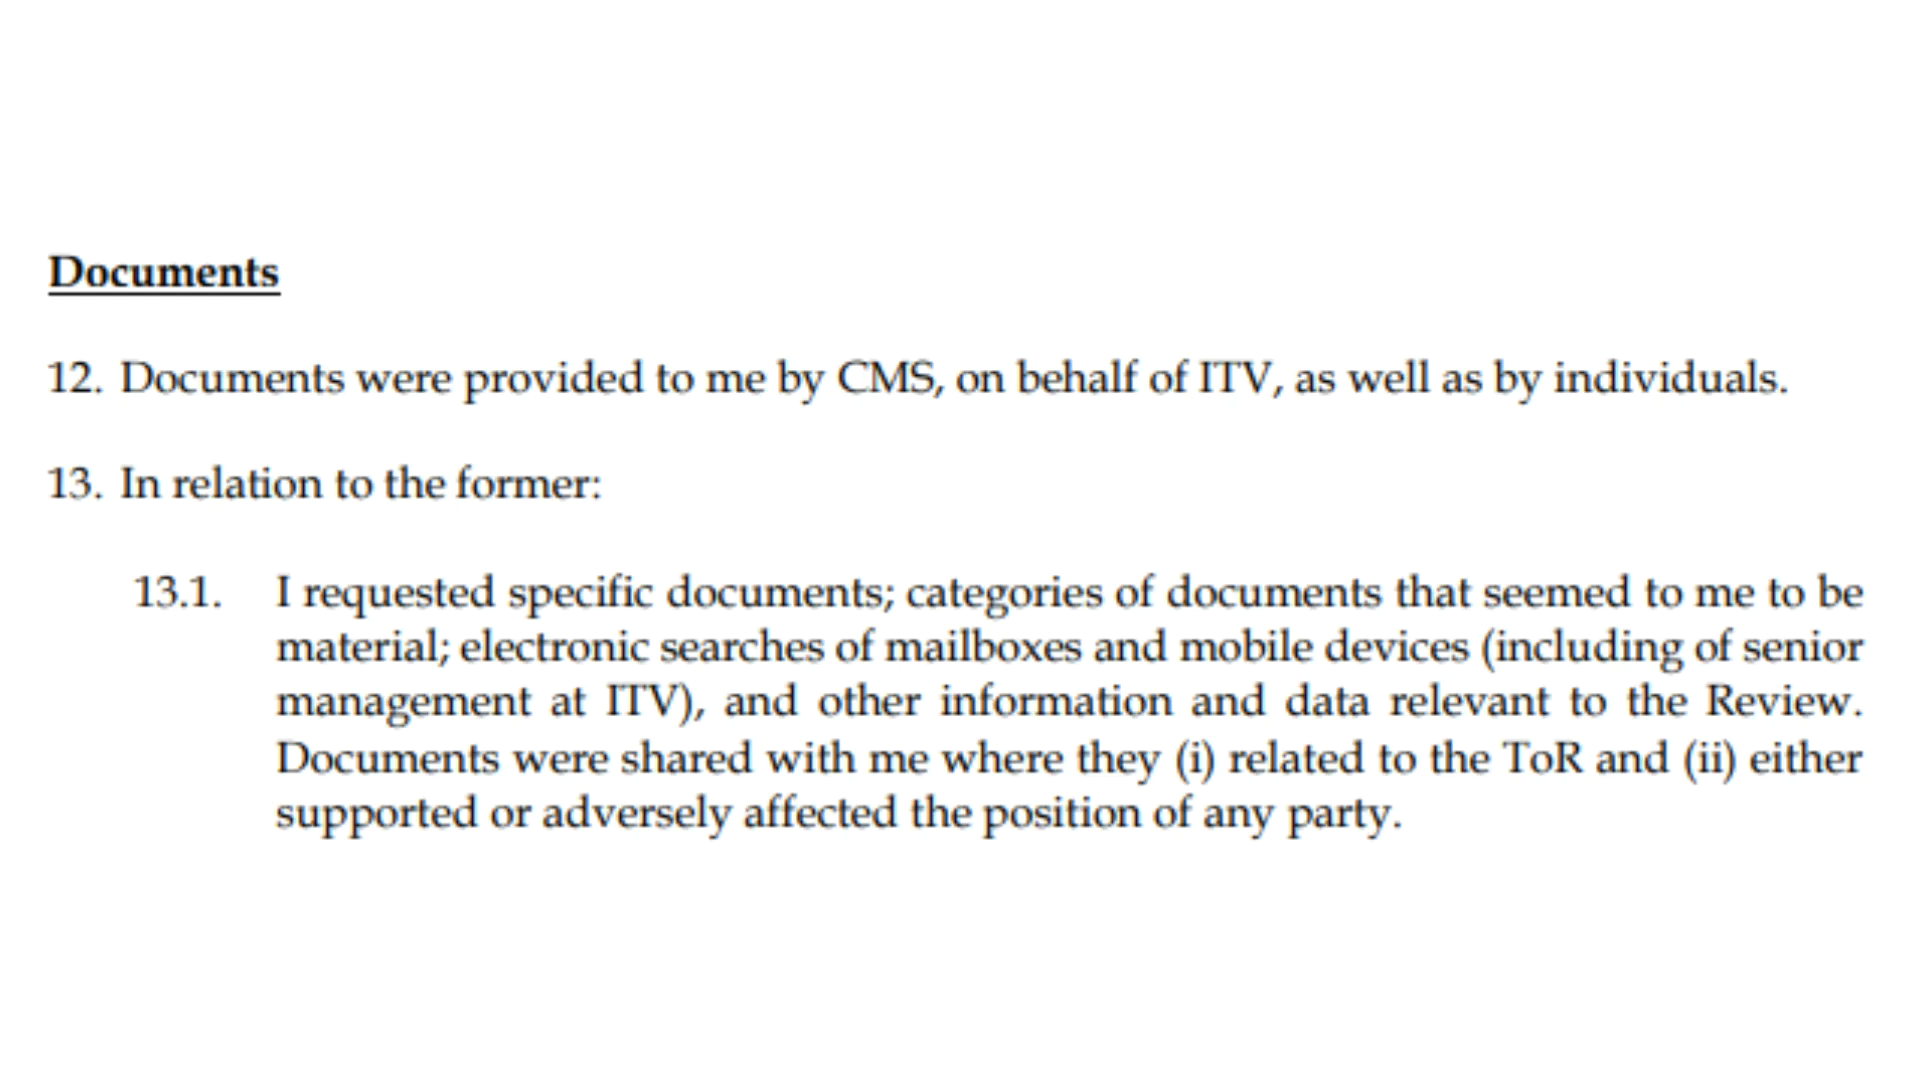 Documents
12. Documents were provided to me by CMS, on behalf of ITV, as well as by individuals.
13. In relation to the former:
13.1. I requested specific documents; categories of documents that seemed to me to be
material; electronic searches of mailboxes and mobile devices (including of senior
management at ITV), and other information and data relevant to the Review.
Documents were shared with me where they (i) related to the ToR and (ii) either
supported or adversely affected the position of any party.